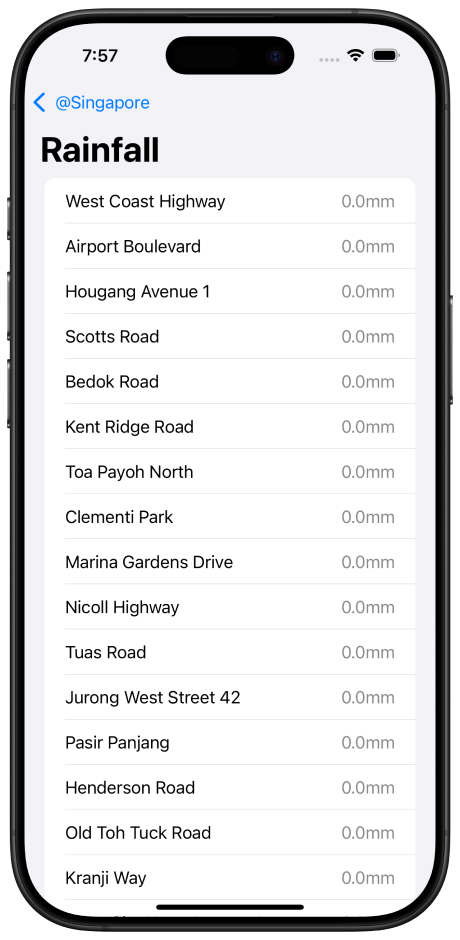 7:57
@Singapore
Rainfall
West Coast Highway 0.0mm
Airport Boulevard 0.0mm
Hougang Avenue 1 0.0mm
Scotts Road 0.0mm
Bedok Road 0.0mm
Kent Ridge Road 0.0mm
Toa Payoh North 0.0mm
Clementi Park 0.0mm
Marina Gardens Drive 0.0mm
Nicoll Highway 0.0mm
Tuas Road 0.0mm
Jurong West Street 42 0.0mm
Pasir Panjang 0.0mm
Henderson Road 0.0mm
Old Toh Tuck Road 0.0mm
Kranji Way 0.0mm